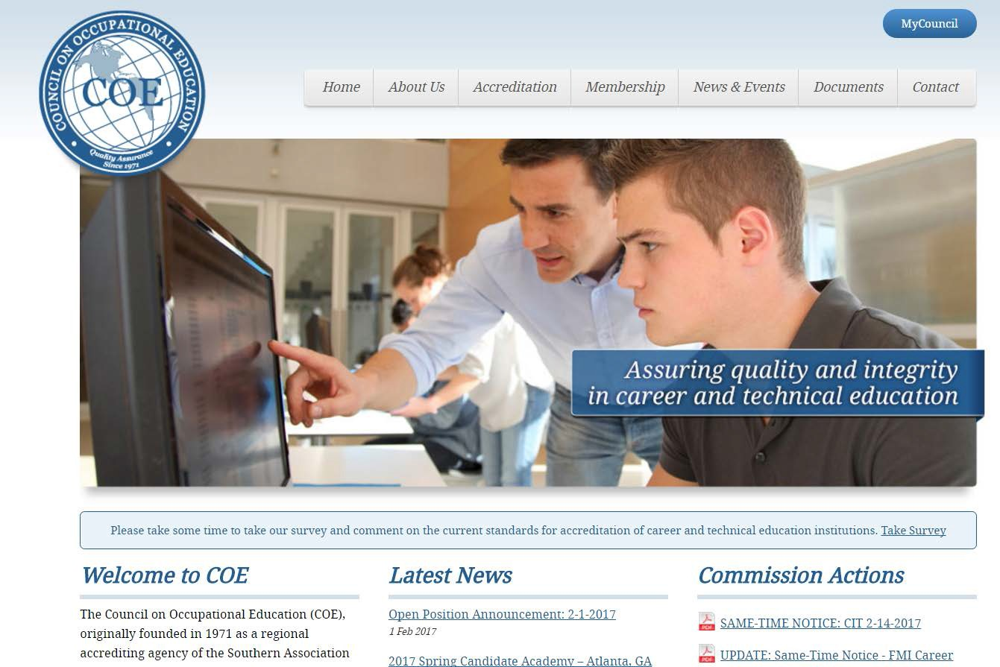 COUNCIL ON OCCUPATIONAL EDUCATION
COE
Quality Assurance
Since 1971
MyCouncil
Home
About Us
Accreditation
Membership
News & Events
Documents
Contact
Assuring quality and integrity
in career and technical education
Please take some time to take our survey and comment on the current standards for accreditation of career and technical education institutions. Take Survey
Welcome to COE
The Council on Occupational Education (COE),
originally founded in 1971 as a regional
accrediting agency of the Southern Association
Latest News
Open Position Announcement: 2-1-2017
1 Feb 2017
2017 Spring Candidate Academy – Atlanta, GA
Commission Actions
PDF
SAME-TIME NOTICE: CIT 2-14-2017
PDF
UPDATE: Same-Time Notice - FMI Career